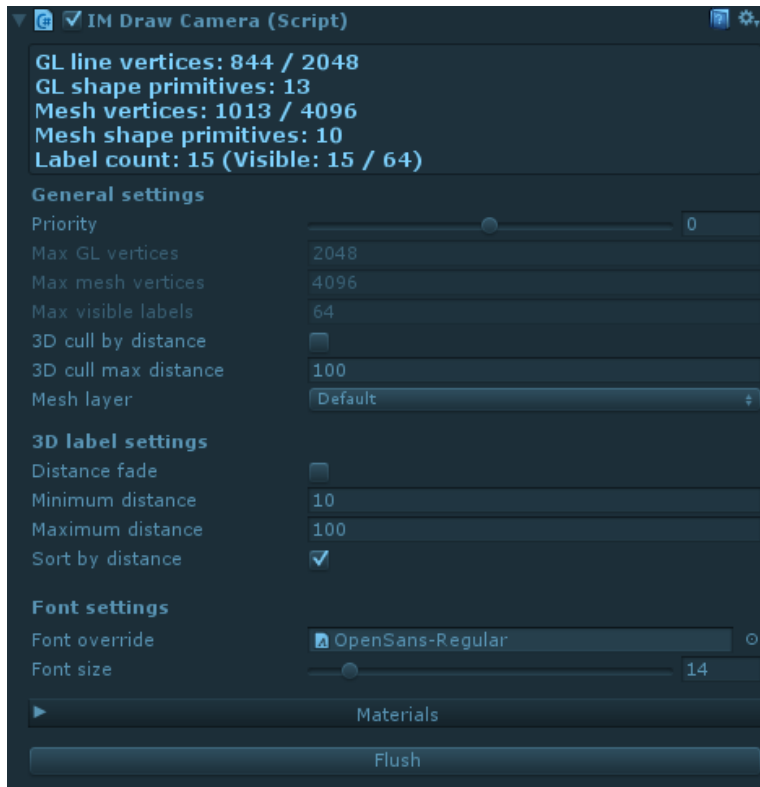 IM Draw Camera (Script)
GL line vertices: 844 / 2048
GL shape primitives: 13
Mesh vertices: 1013 / 4096
Mesh shape primitives: 10
Label count: 15 (Visible: 15 / 64)
General settings
Priority 0
Max GL vertices 2048
Max mesh vertices 4096
Max visible labels 64
3D cull by distance
3D cull max distance 100
Mesh layer Default
3D label settings
Distance fade
Minimum distance 10
Maximum distance 100
Sort by distance
Font settings
Font override OpenSans-Regular
Font size 14
Materials
Flush